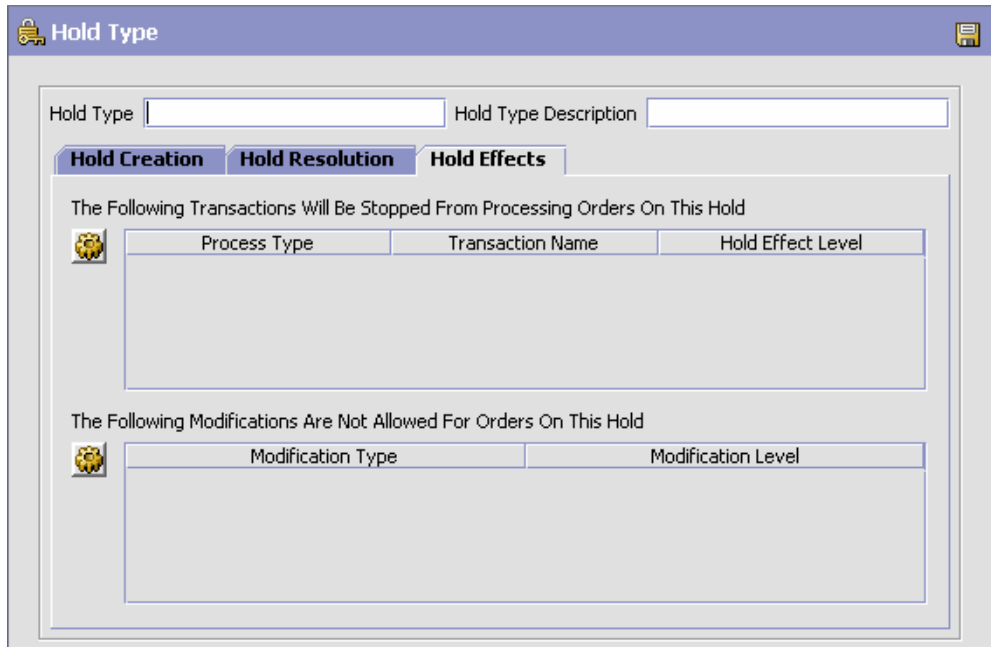 Hold Type
Hold Type Hold Type Description
Hold Creation Hold Resolution Hold Effects
The Following Transactions Will Be Stopped From Processing Orders On This Hold
Process Type Transaction Name Hold Effect Level
The Following Modifications Are Not Allowed For Orders On This Hold
Modification Type Modification Level